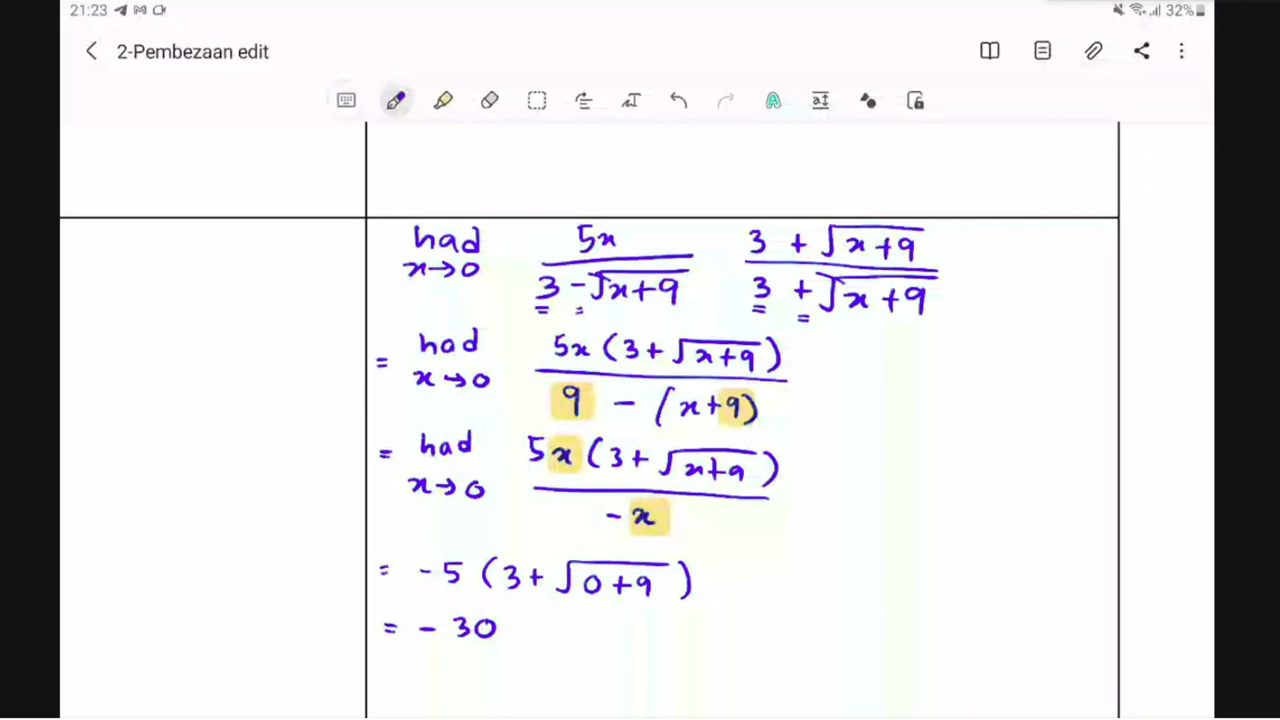 21:23 32%
2-Pembezaan edit
had x→0 5x / (3 - √(x+9)) (3 + √(x+9)) / (3 + √(x+9))
= had x→0 5x (3 + √(x+9)) / (9 - (x+9))
= had x→0 5x (3 + √(x+9)) / (-x)
= -5 (3 + √(0+9))
= -30